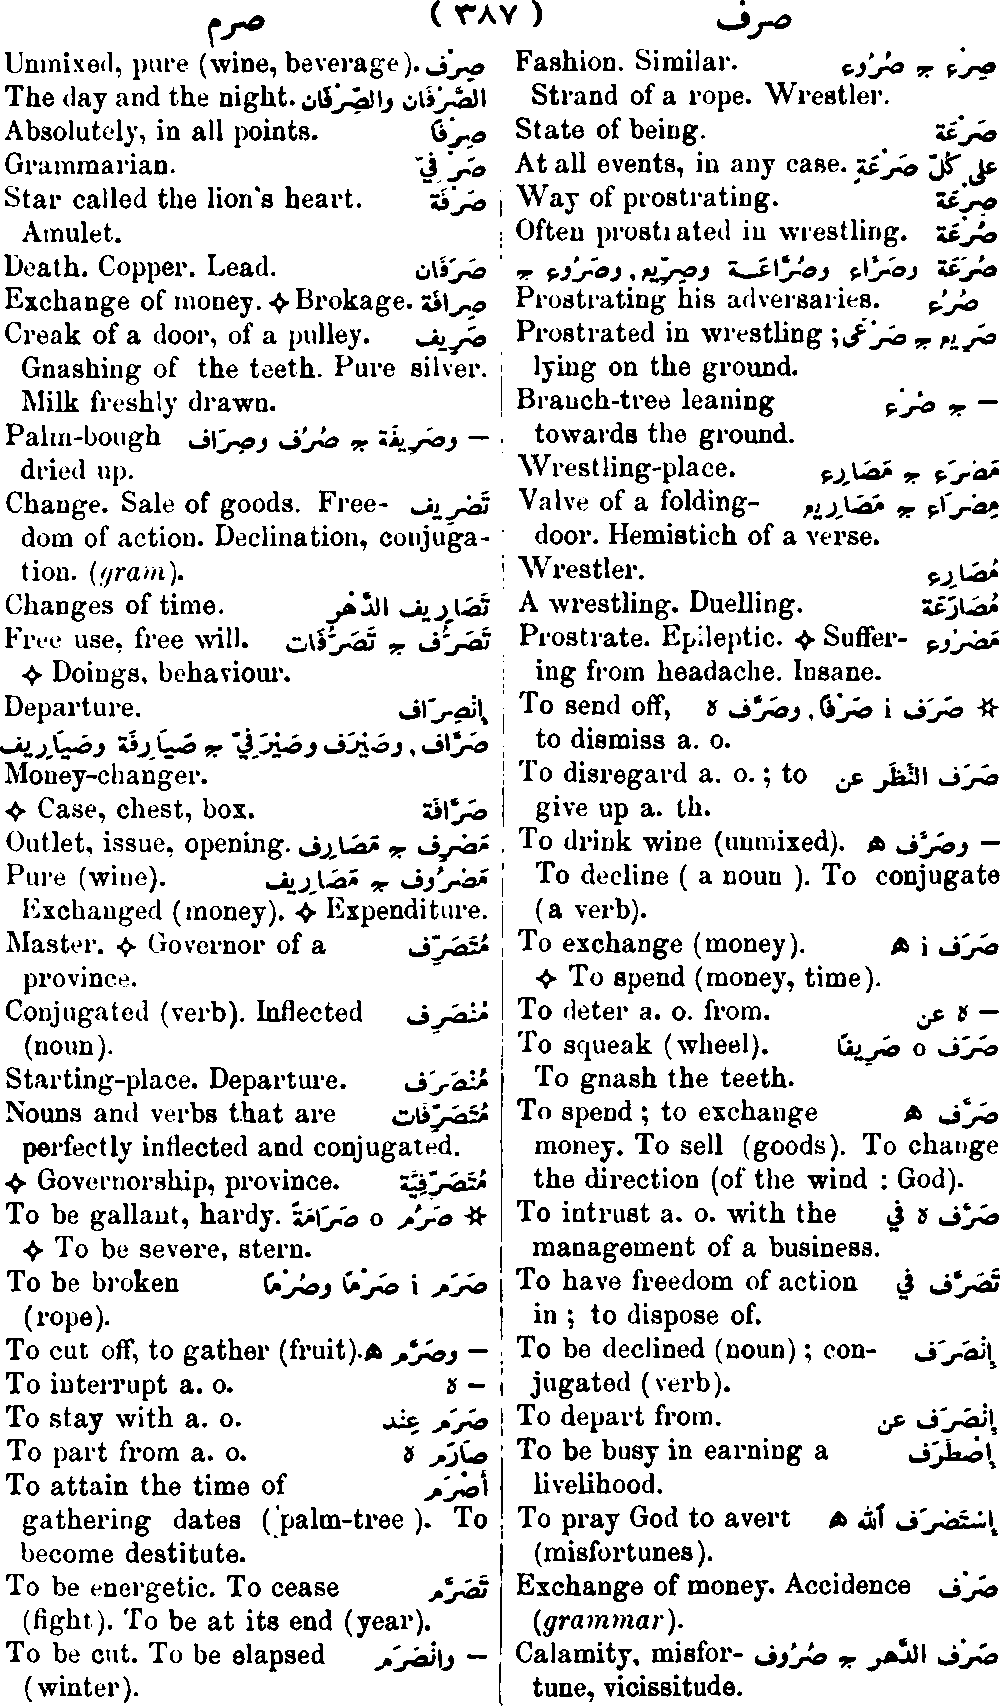 صرف ( ٣٨٧ ) صرم
Fashion. Similar. صِرْع ج صُرُوع
Strand of a rope. Wrestler.
State of being. صَرْعَة
At all events, in any case. عَلى كُلّ صَرْعَةٍ
Way of prostrating. صِرْعَة
Often prostrated in wrestling. صُرْعَة
صُرَعَة وصَرَّاع وصُرَّاعَة وصِرِّيع, وصَرُوع ج
Prostrating his adversaries. صُرُع
Prostrated in wrestling ; صَرِيع ج صَرْعَى
lying on the ground.
Branch-tree leaning — ج صُرُع
towards the ground.
Wrestling-place. مَصْرَع ج مَصَارِع
Valve of a folding- مِصْرَاع ج مَصَارِيع
door. Hemistich of a verse.
Wrestler. مُصَارِع
A wrestling. Duelling. مُصَارَعَة
Prostrate. Epileptic. ✧ Suffer- مَصْرُوع
ing from headache. Insane.
To send off, ☆ صَرَف i صَرْفًا, وصَرَّف ه
to dismiss a. o.
To disregard a. o. ; to صَرَف النَّظَر عن
give up a. th.
To drink wine (unmixed). — وصَرَّف ه
To decline ( a noun ). To conjugate
(a verb).
To exchange (money). صَرَف i ه
✧ To spend (money, time).
To deter a. o. from. — ه عن
To squeak (wheel). صَرَف o صَرِيفًا
To gnash the teeth.
To spend ; to exchange صَرَّف ه
money. To sell (goods). To change
the direction (of the wind : God).
To intrust a. o. with the صَرَّف ه في
management of a business.
To have freedom of action تَصَرَّف في
in ; to dispose of.
To be declined (noun) ; con- إِنْصَرَف
jugated (verb).
To depart from. إِنْصَرَف عن
To be busy in earning a إِصْطَرَف
livelihood.
To pray God to avert إِسْتَصْرَف ٱلله ه
(misfortunes).
Exchange of money. Accidence صَرْف
(grammar).
Calamity, misfor- صَرْف الدَّهر ج صُرُوف
tune, vicissitude.
Unmixed, pure (wine, beverage). صِرْف
The day and the night. الصَّرْفَان والصِّرْفَان
Absolutely, in all points. صِرْفًا
Grammarian. صَرْفِيّ
Star called the lion's heart. صَرْفَة
Amulet.
Death. Copper. Lead. صَرَفَان
Exchange of money. ✧ Brokage. صِرَافَة
Creak of a door, of a pulley. صَرِيف
Gnashing of the teeth. Pure silver.
Milk freshly drawn.
Palm-bough — وصَرِيفَة ج صُرُف وصِرَاف
dried up.
Change. Sale of goods. Free- تَصْرِيف
dom of action. Declination, conjuga-
tion. (gram).
Changes of time. تَصَارِيف الدَّهْر
Free use, free will. تَصَرُّف ج تَصَرُّفَات
✧ Doings, behaviour.
Departure. إِنْصِرَاف
صَرَّاف, وصَيْرَف وصَيْرَفِيّ ج صَيَارِفَة وصَيَارِيف
Money-changer.
✧ Case, chest, box. صَرَّافَة
Outlet, issue, opening. مَصْرِف ج مَصَارِف
Pure (wine). مَصْرُوف ج مَصَارِيف
Exchanged (money). ✧ Expenditure.
Master. ✧ Governor of a مُتَصَرِّف
province.
Conjugated (verb). Inflected مُنْصَرِف
(noun).
Starting-place. Departure. مُنْصَرَف
Nouns and verbs that are مُتَصَرِّفَات
perfectly inflected and conjugated.
✧ Governorship, province. مُتَصَرِّفِيَّة
To be gallant, hardy. ☆ صَرُم o صَرَامَةً
✧ To be severe, stern.
To be broken صَرَم i صَرْمًا وصُرْمًا
(rope).
To cut off, to gather (fruit). — وصَرَّم ه
To interrupt a. o. — ه
To stay with a. o. صَرَم عِنْد
To part from a. o. صَارَم ه
To attain the time of أَصْرَم
gathering dates ( palm-tree ). To
become destitute.
To be energetic. To cease تَصَرَّم
(fight). To be at its end (year).
To be cut. To be elapsed — وانْصَرَم
(winter).